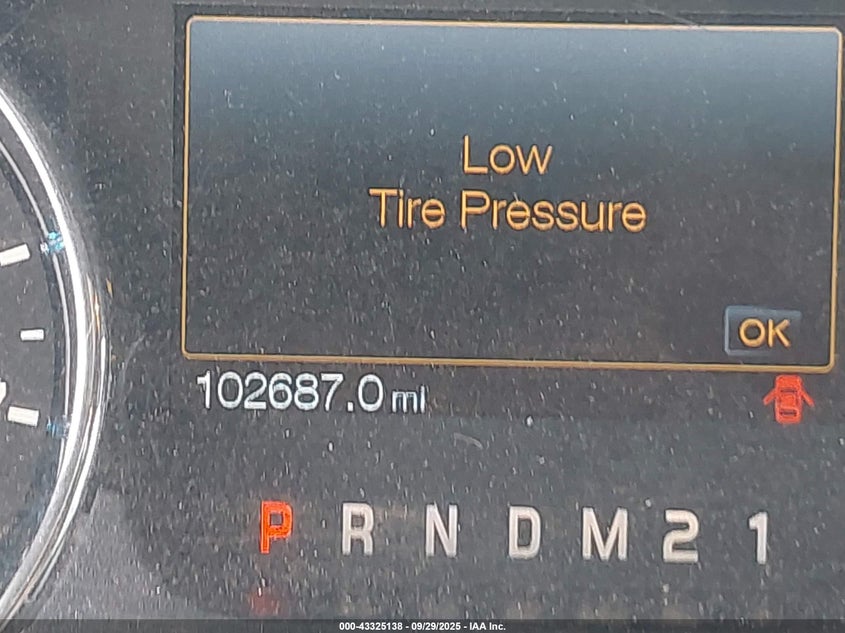 Low
Tire Pressure
OK
102687.0 mi
P R N D M 2 1
000-43325138 - 09/29/2025 - IAA Inc.